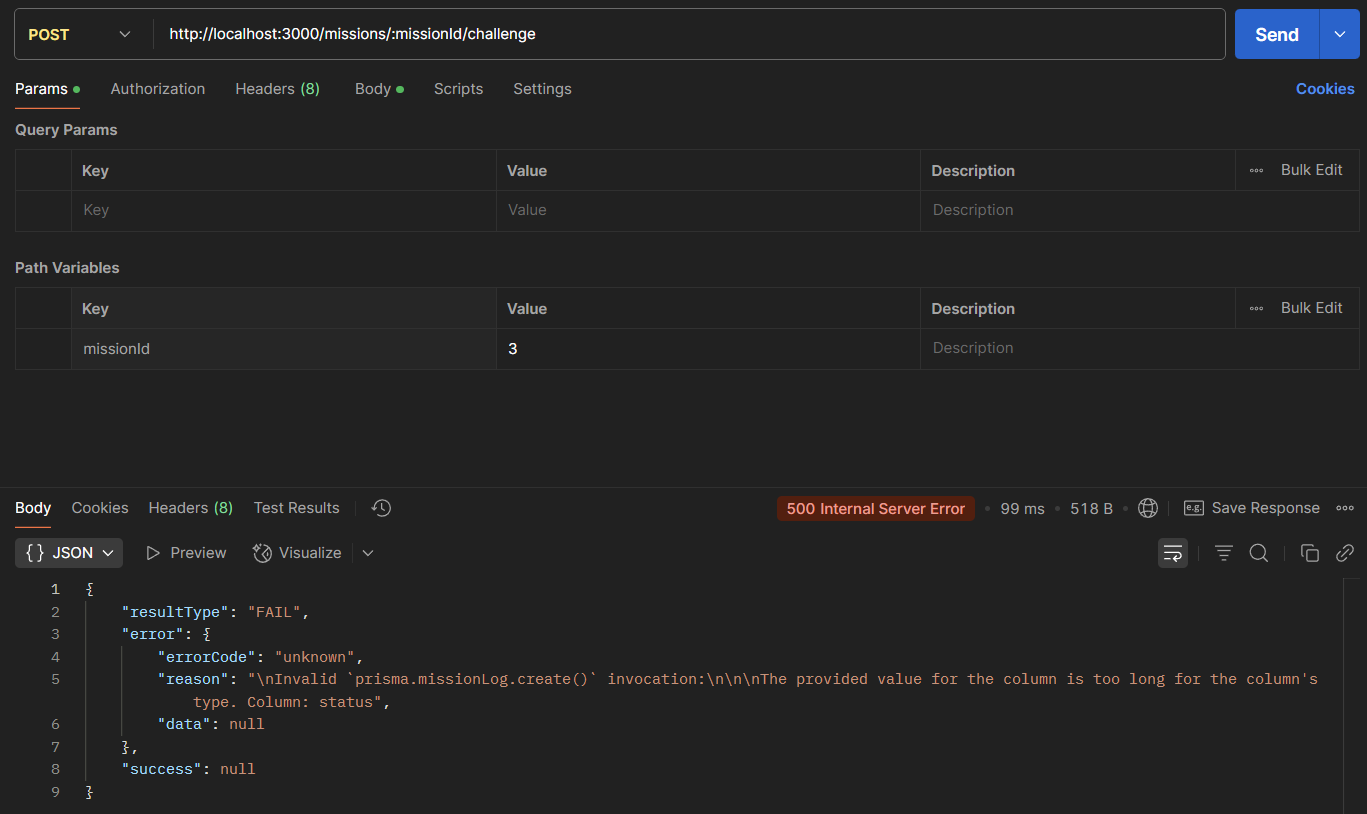 POST http://localhost:3000/missions/:missionId/challenge Send
Params Authorization Headers (8) Body Scripts Settings Cookies
Query Params
Key Value Description Bulk Edit
Key Value Description
Path Variables
Key Value Description Bulk Edit
missionId 3 Description
Body Cookies Headers (8) Test Results 500 Internal Server Error 99 ms 518 B e.g. Save Response
{} JSON Preview Visualize
1 {
2 "resultType": "FAIL",
3 "error": {
4 "errorCode": "unknown",
5 "reason": "\nInvalid `prisma.missionLog.create()` invocation:\n\n\nThe provided value for the column is too long for the column's
type. Column: status",
6 "data": null
7 },
8 "success": null
9 }